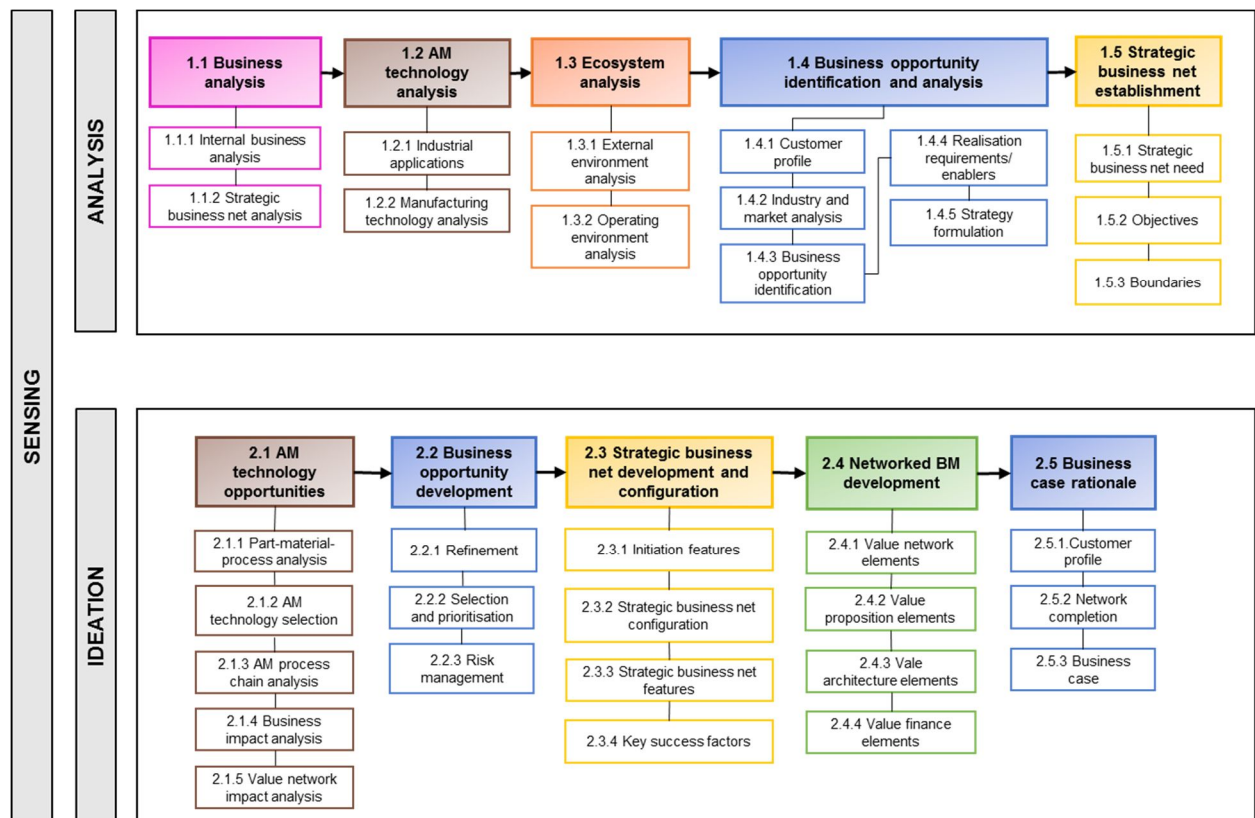 SENSING
ANALYSIS
1.1 Business
analysis
1.2 AM
technology
analysis
1.3 Ecosystem
analysis
1.4 Business opportunity
identification and analysis
1.5 Strategic
business net
establishment
1.1.1 Internal business
analysis
1.1.2 Strategic
business net analysis
1.2.1 Industrial
applications
1.2.2 Manufacturing
technology analysis
1.3.1 External
environment
analysis
1.3.2 Operating
environment
analysis
1.4.1 Customer
profile
1.4.2 Industry and
market analysis
1.4.3 Business
opportunity
identification
1.4.4 Realisation
requirements/
enablers
1.4.5 Strategy
formulation
1.5.1 Strategic
business net need
1.5.2 Objectives
1.5.3 Boundaries
IDEATION
2.1 AM
technology
opportunities
2.2 Business
opportunity
development
2.3 Strategic business
net development and
configuration
2.4 Networked BM
development
2.5 Business
case rationale
2.1.1 Part-material-
process analysis
2.1.2 AM
technology selection
2.1.3 AM process
chain analysis
2.1.4 Business
impact analysis
2.1.5 Value network
impact analysis
2.2.1 Refinement
2.2.2 Selection
and prioritisation
2.2.3 Risk
management
2.3.1 Initiation features
2.3.2 Strategic business net
configuration
2.3.3 Strategic business net
features
2.3.4 Key success factors
2.4.1 Value network
elements
2.4.2 Value
proposition elements
2.4.3 Vale
architecture elements
2.4.4 Value finance
elements
2.5.1.Customer
profile
2.5.2 Network
completion
2.5.3 Business
case